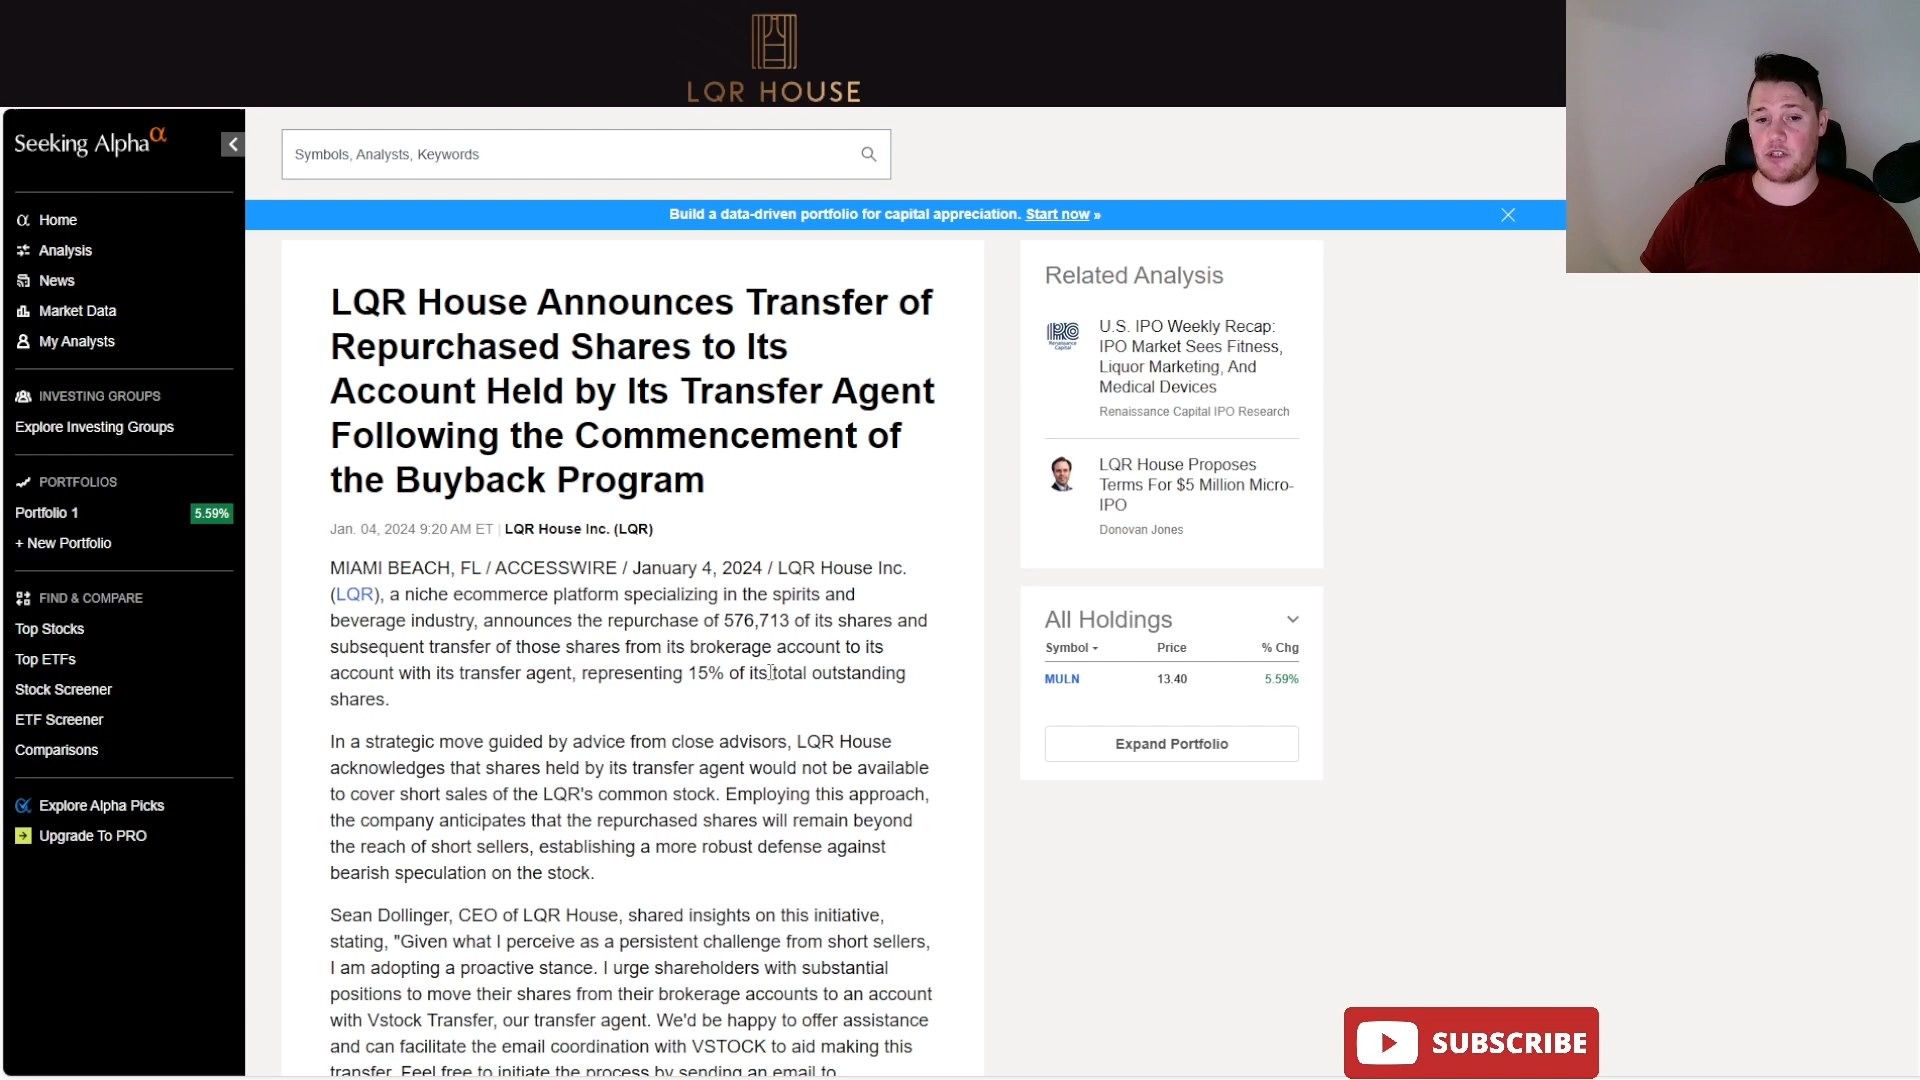 LQR HOUSE
Seeking Alpha α
Symbols, Analysts, Keywords
Build a data-driven portfolio for capital appreciation. Start now »
α Home
Analysis
News
Market Data
My Analysts
INVESTING GROUPS
Explore Investing Groups
PORTFOLIOS
Portfolio 1 5.59%
+ New Portfolio
FIND & COMPARE
Top Stocks
Top ETFs
Stock Screener
ETF Screener
Comparisons
Explore Alpha Picks
Upgrade To PRO
LQR House Announces Transfer of
Repurchased Shares to Its
Account Held by Its Transfer Agent
Following the Commencement of
the Buyback Program
Jan. 04, 2024 9:20 AM ET | LQR House Inc. (LQR)
MIAMI BEACH, FL / ACCESSWIRE / January 4, 2024 / LQR House Inc.
(LQR), a niche ecommerce platform specializing in the spirits and
beverage industry, announces the repurchase of 576,713 of its shares and
subsequent transfer of those shares from its brokerage account to its
account with its transfer agent, representing 15% of its total outstanding
shares.
In a strategic move guided by advice from close advisors, LQR House
acknowledges that shares held by its transfer agent would not be available
to cover short sales of the LQR's common stock. Employing this approach,
the company anticipates that the repurchased shares will remain beyond
the reach of short sellers, establishing a more robust defense against
bearish speculation on the stock.
Sean Dollinger, CEO of LQR House, shared insights on this initiative,
stating, "Given what I perceive as a persistent challenge from short sellers,
I am adopting a proactive stance. I urge shareholders with substantial
positions to move their shares from their brokerage accounts to an account
with Vstock Transfer, our transfer agent. We'd be happy to offer assistance
and can facilitate the email coordination with VSTOCK to aid making this
transfer. Feel free to initiate the process by sending an email to
Related Analysis
IPO
Renaissance
Capital
U.S. IPO Weekly Recap:
IPO Market Sees Fitness,
Liquor Marketing, And
Medical Devices
Renaissance Capital IPO Research
LQR House Proposes
Terms For $5 Million Micro-
IPO
Donovan Jones
All Holdings
Symbol Price % Chg
MULN 13.40 5.59%
Expand Portfolio
SUBSCRIBE